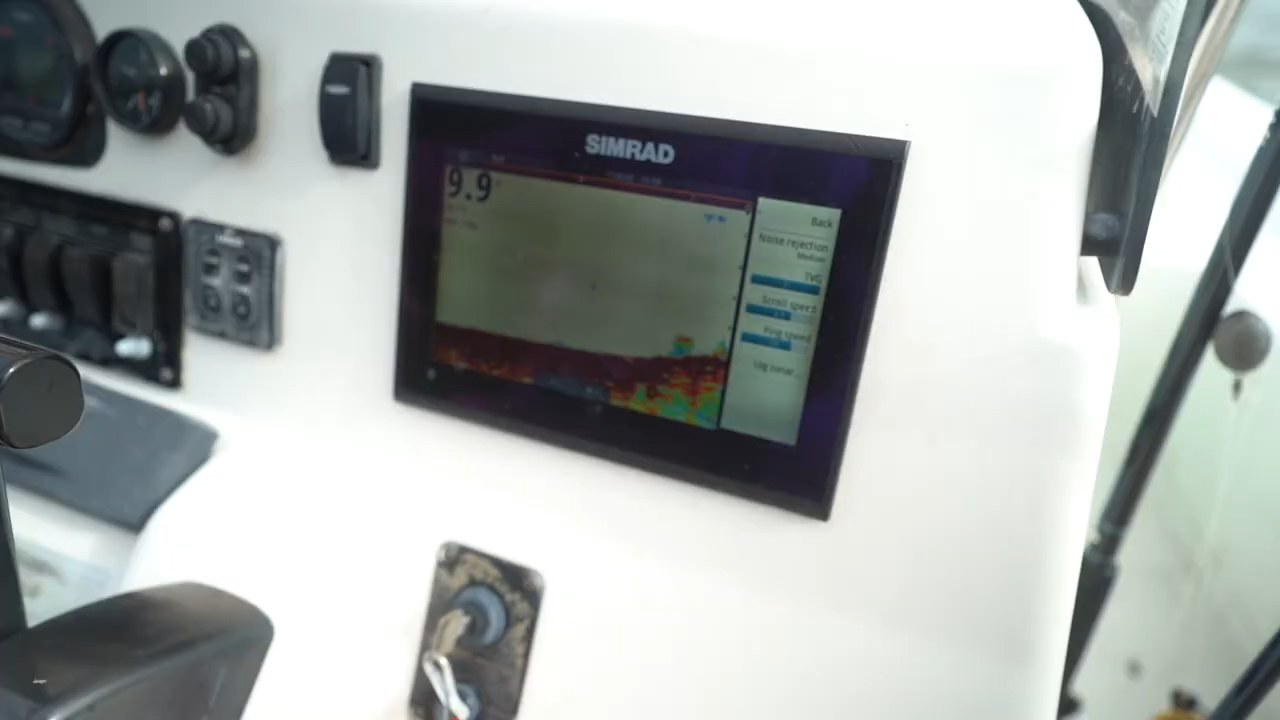 SIMRAD
9.9
Back
Noise rejection
Medium
TVG
Scroll speed
Ping speed
Log sonar...